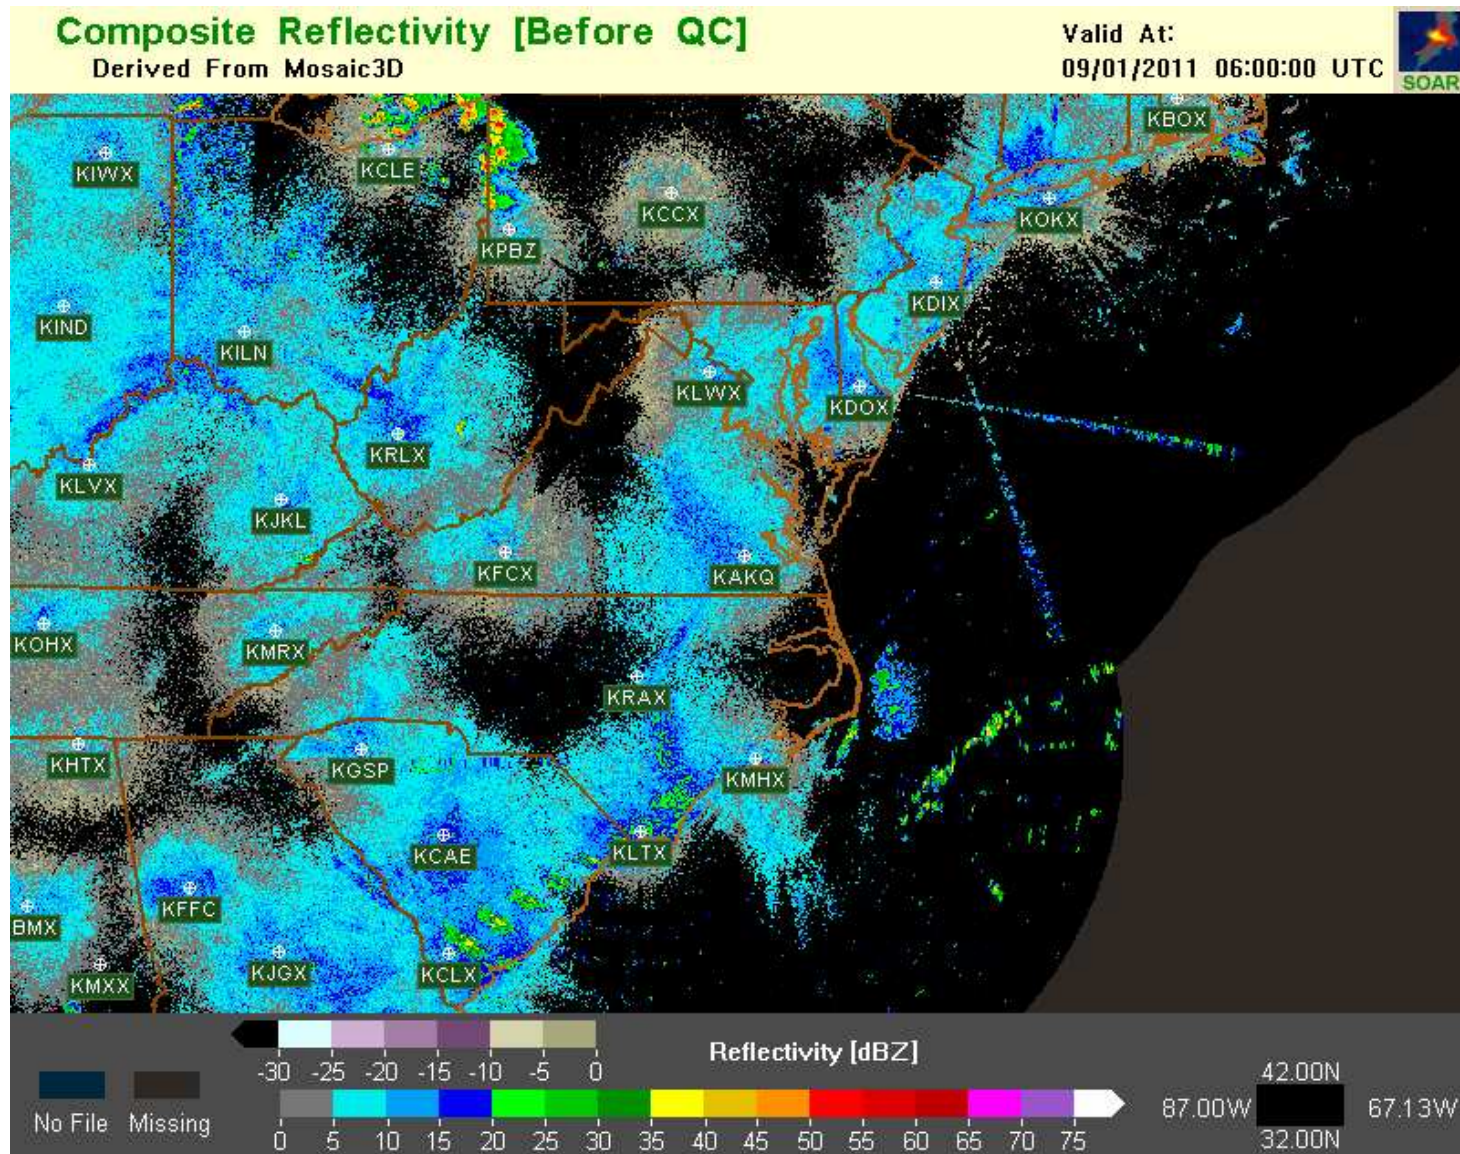 Composite Reflectivity [Before QC]
Derived From Mosaic3D
Valid At:
09/01/2011 06:00:00 UTC
SOAR
KBOX
KIWX
KCLE
KCCX
KOKX
KPBZ
KDIX
KIND
KILN
KLWX
KDOX
KRLX
KLVX
KJKL
KFCX
KAKQ
KOHX
KMRX
KRAX
KHTX
KGSP
KMHX
KCAE
KLTX
KFFC
BMX
KJGX
KCLX
KMXX
Reflectivity [dBZ]
-30 -25 -20 -15 -10 -5 0
No File Missing
0 5 10 15 20 25 30 35 40 45 50 55 60 65 70 75
42.00N
87.00W 67.13W
32.00N